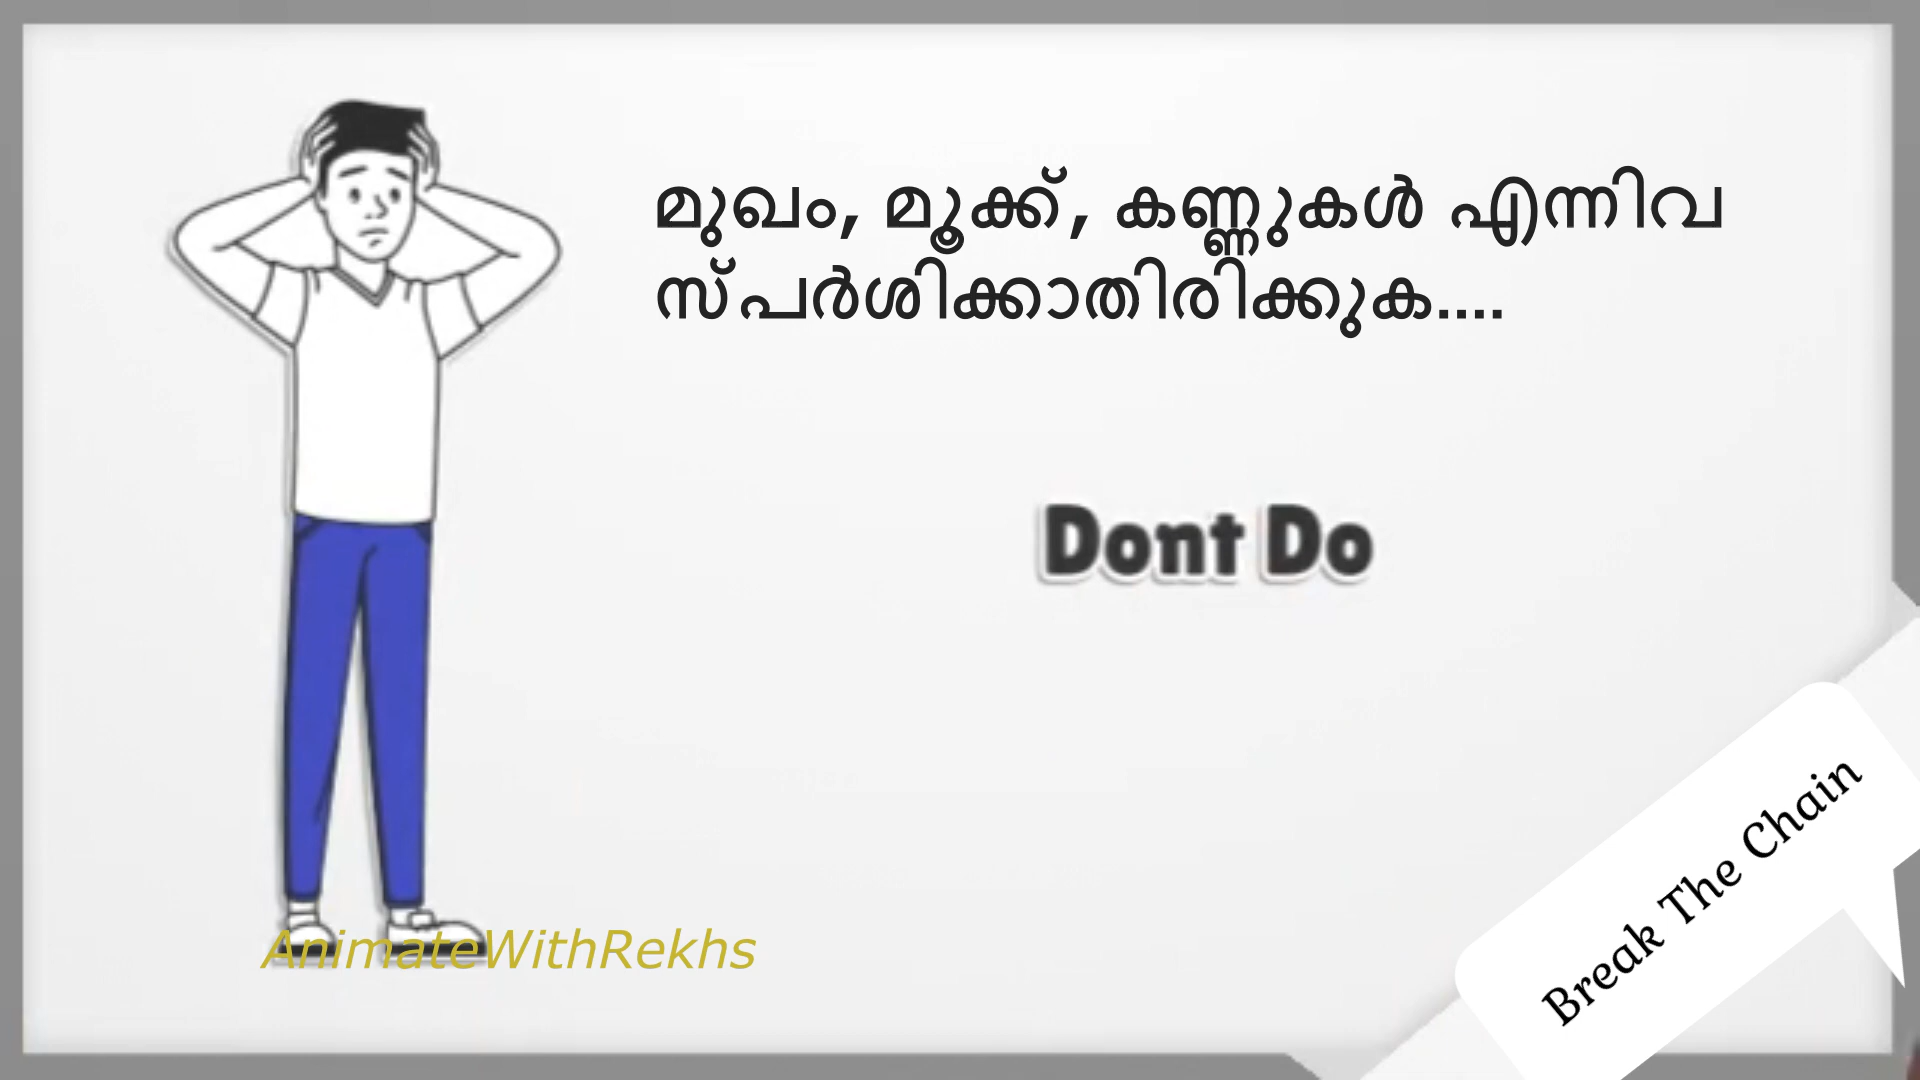 മുഖം, മൂക്ക്, കണ്ണുകൾ എന്നിവ
സ്പർശിക്കാതിരിക്കുക....
Dont Do
Break The Chain
AnimateWithRekhs